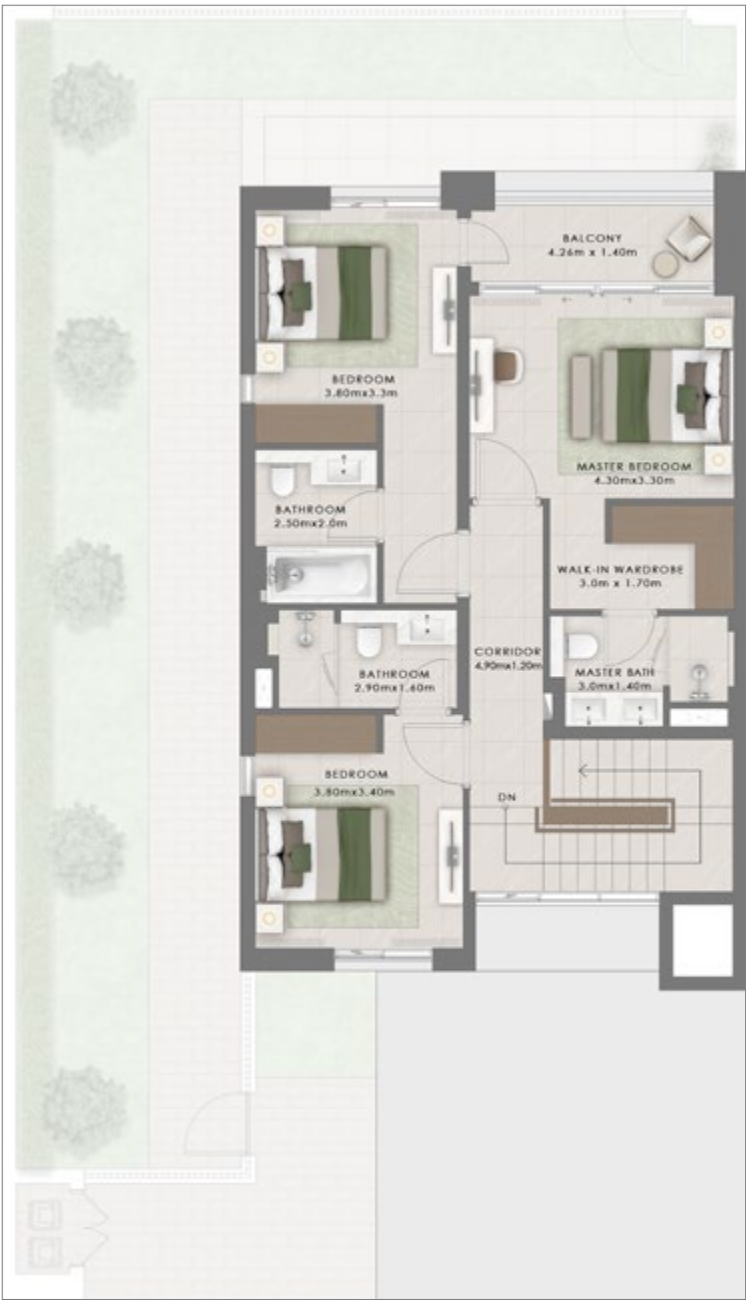 BALCONY
4.26m x 1.40m
BEDROOM
3.80mx3.3m
MASTER BEDROOM
4.30mx3.30m
BATHROOM
2.50mx2.0m
WALK-IN WARDROBE
3.0m x 1.70m
CORRIDOR
4.90mx1.20m
BATHROOM
2.90mx1.60m
MASTER BATH
3.0mx1.40m
BEDROOM
3.80mx3.40m
DN